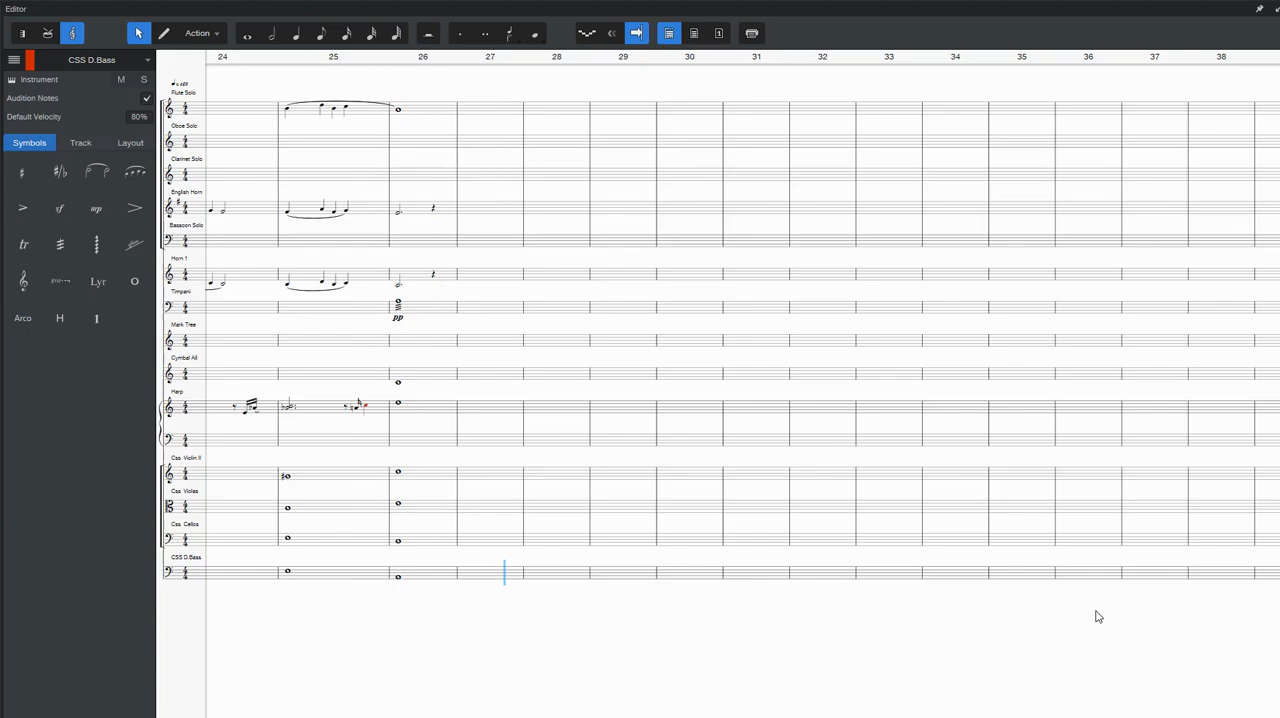 Editor
Action
CSS D.Bass
Instrument M S
Audition Notes
Default Velocity 80%
Symbols Track Layout
sf mp
tr
Lyr O
Arco H 1
24 25 26 27 28 29 30 31 32 33 34 35 36 37 38
Flute Solo
Oboe Solo
Clarinet Solo
English Horn
Bassoon Solo
Horn 1
Timpani
pp
Mark Tree
Cymbal All
Harp
Css Violin II
Css Violas
Css Cellos
CSS D.Bass